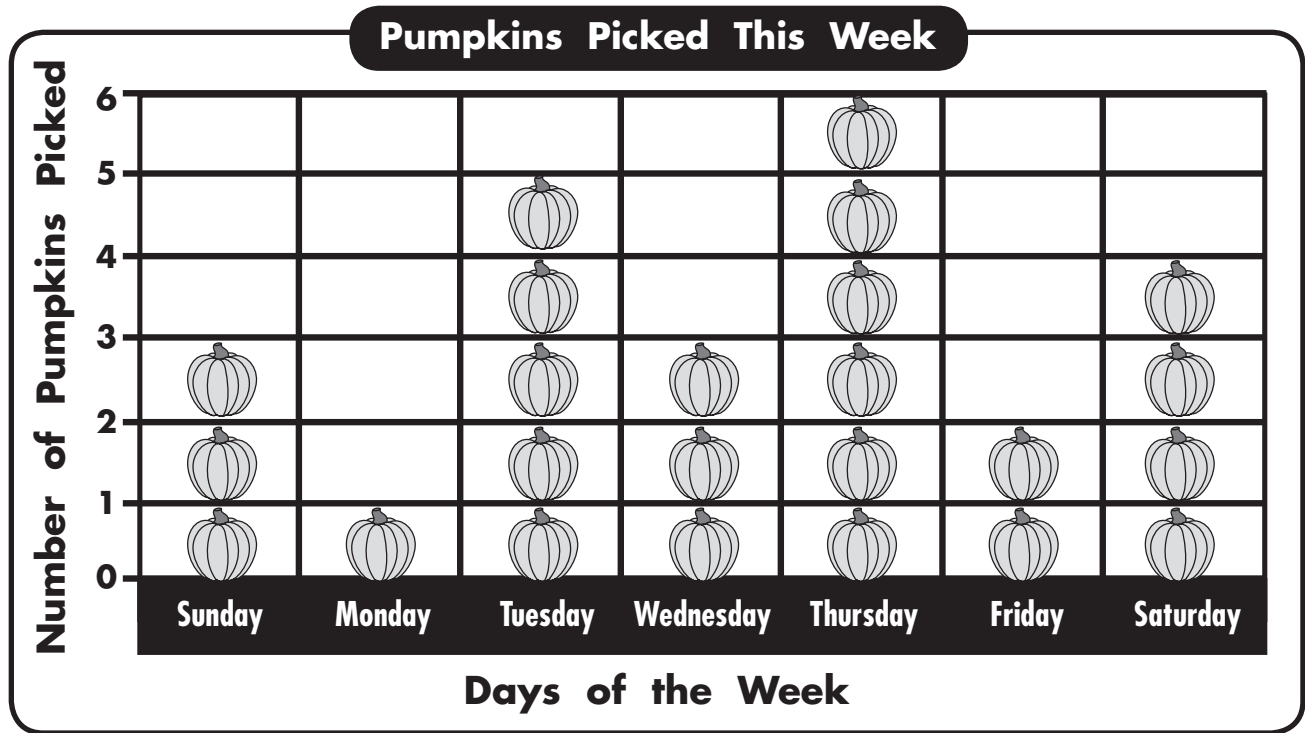 Pumpkins Picked This Week
Number of Pumpkins Picked
6
5
4
3
2
1
0
Sunday Monday Tuesday Wednesday Thursday Friday Saturday
Days of the Week